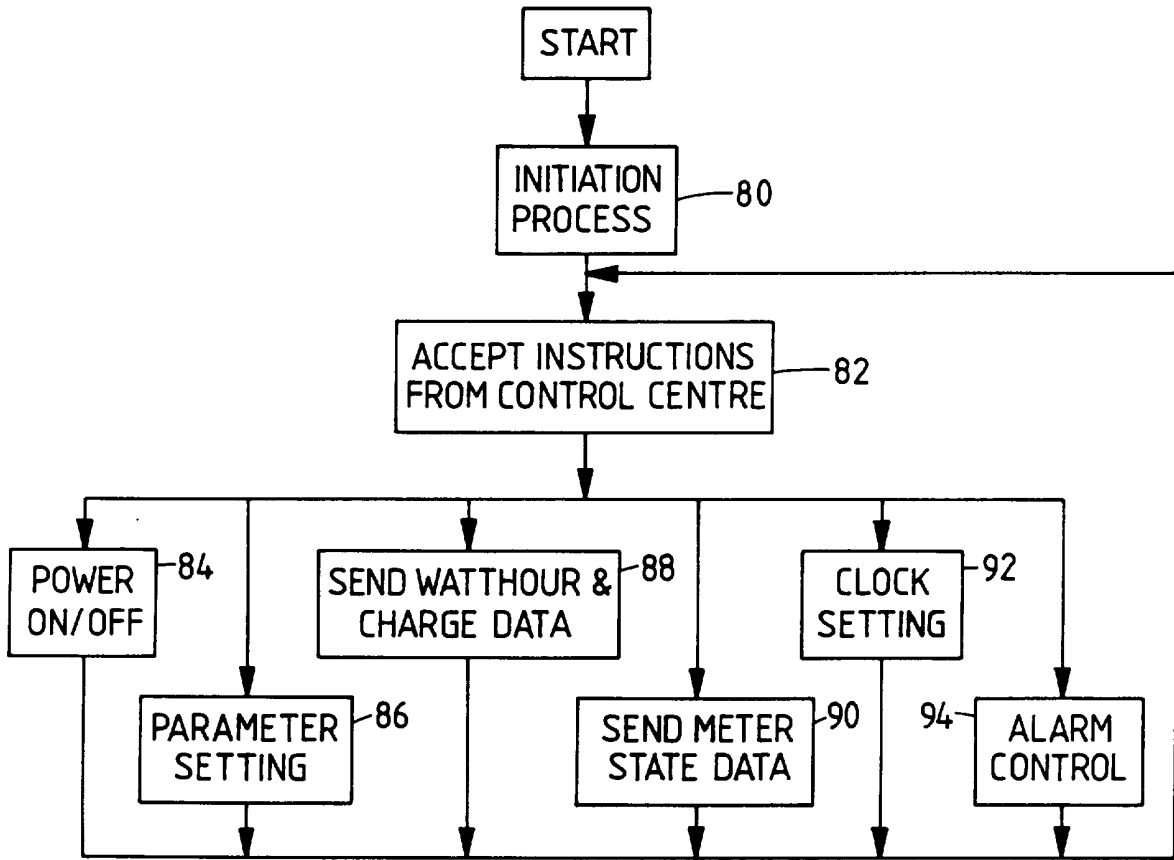 START
INITIATION
PROCESS
80
ACCEPT INSTRUCTIONS
FROM CONTROL CENTRE
82
POWER
ON/OFF
84
SEND WATTHOUR &
CHARGE DATA
88
CLOCK
SETTING
92
PARAMETER
SETTING
86
SEND METER
STATE DATA
90
94
ALARM
CONTROL